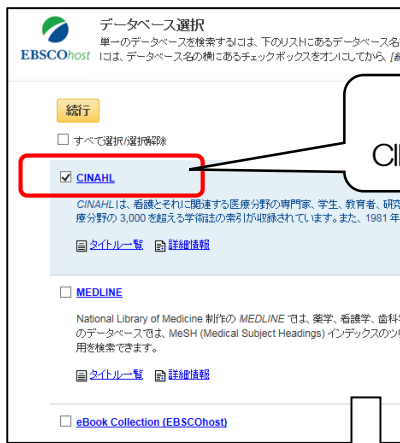 データベース選択
単一のデータベースを検索するには、下のリストにあるデータベース名
には、データベース名の横にあるチェックボックスをオンにしてから、
EBSCOhost
続行
すべて選択/選択解除
CINAHL
CINAHL は、看護とそれに関連する医療分野の専門家、学生、教育者、研究
療分野の 3,000 を超える学術誌の索引が収録されています。また、1981 年
タイトル一覧 詳細情報
MEDLINE
National Library of Medicine 制作の MEDLINE では、薬学、看護学、歯科
のデータベースでは、MeSH (Medical Subject Headings) インデックスのツ
用を検索できます。
タイトル一覧 詳細情報
eBook Collection (EBSCOhost)